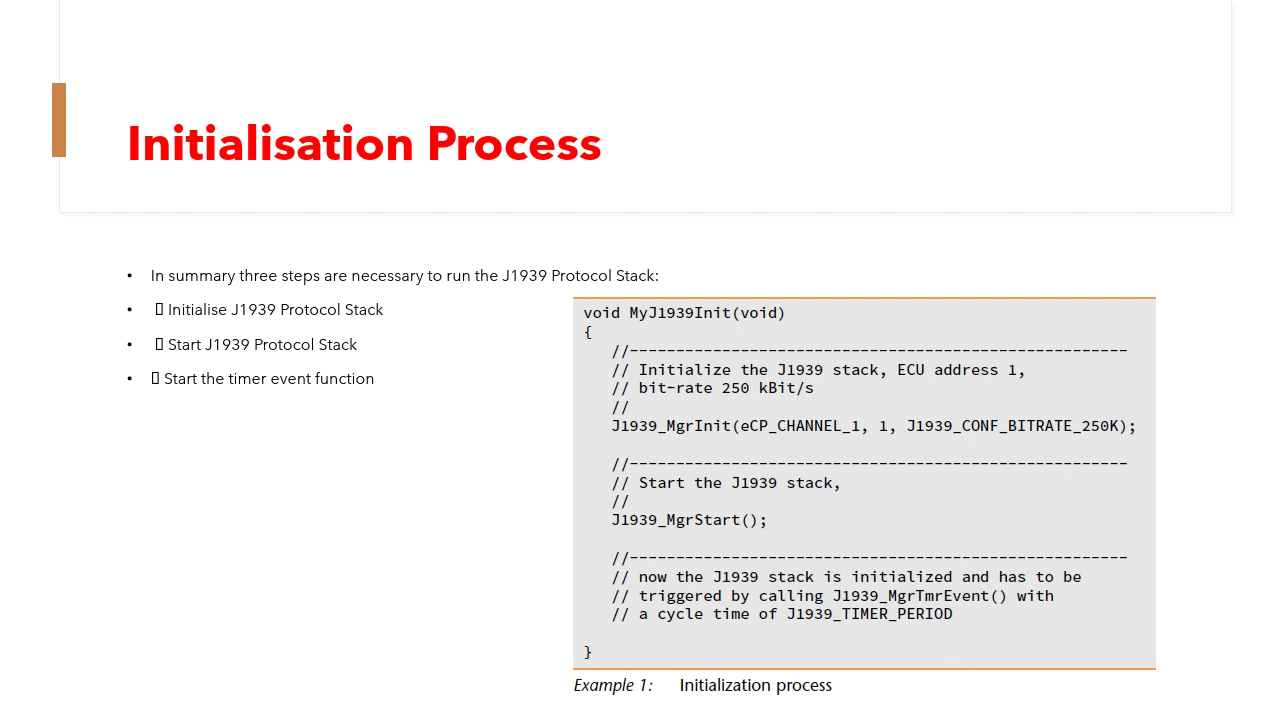 Initialisation Process
• In summary three steps are necessary to run the J1939 Protocol Stack:
• Initialise J1939 Protocol Stack
• Start J1939 Protocol Stack
• Start the timer event function
void MyJ1939Init(void)
{
   //------------------------------------------------------
   // Initialize the J1939 stack, ECU address 1,
   // bit-rate 250 kBit/s
   //
   J1939_MgrInit(eCP_CHANNEL_1, 1, J1939_CONF_BITRATE_250K);
   //------------------------------------------------------
   // Start the J1939 stack,
   //
   J1939_MgrStart();
   //------------------------------------------------------
   // now the J1939 stack is initialized and has to be
   // triggered by calling J1939_MgrTmrEvent() with
   // a cycle time of J1939_TIMER_PERIOD
}
Example 1: Initialization process